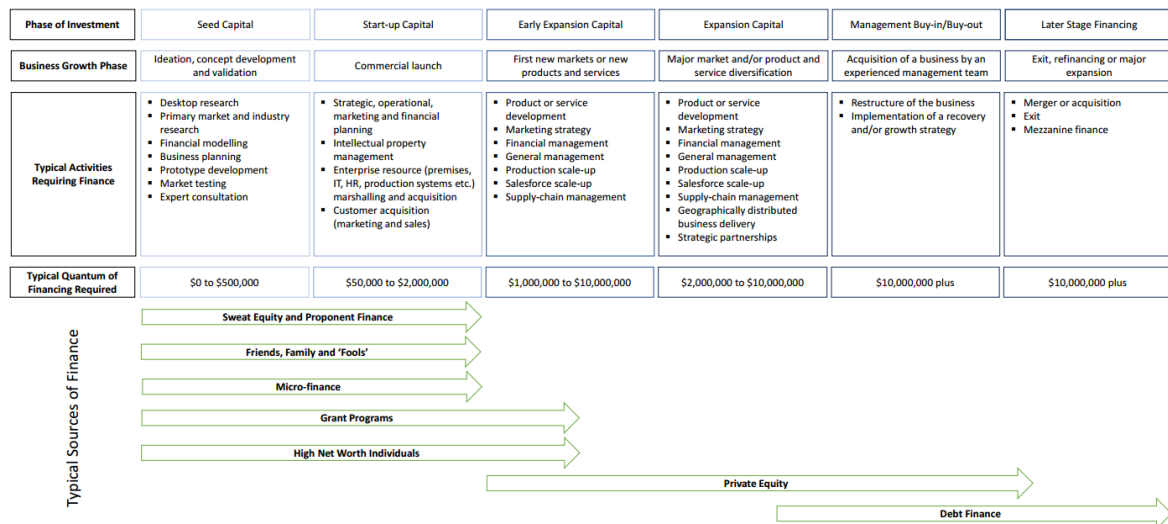 Phase of Investment
Seed Capital
Start-up Capital
Early Expansion Capital
Expansion Capital
Management Buy-in/Buy-out
Later Stage Financing
Business Growth Phase
Ideation, concept development
and validation
Commercial launch
First new markets or new
products and services
Major market and/or product and
service diversification
Acquisition of a business by an
experienced management team
Exit, refinancing or major
expansion
Typical Activities
Requiring Finance
▪ Desktop research
▪ Primary market and industry
research
▪ Financial modelling
▪ Business planning
▪ Prototype development
▪ Market testing
▪ Expert consultation
▪ Strategic, operational,
marketing and financial
planning
▪ Intellectual property
management
▪ Enterprise resource (premises,
IT, HR, production systems etc.)
marshalling and acquisition
▪ Customer acquisition
(marketing and sales)
▪ Product or service
development
▪ Marketing strategy
▪ Financial management
▪ General management
▪ Production scale-up
▪ Salesforce scale-up
▪ Supply-chain management
▪ Product or service
development
▪ Marketing strategy
▪ Financial management
▪ General management
▪ Production scale-up
▪ Salesforce scale-up
▪ Supply-chain management
▪ Geographically distributed
business delivery
▪ Strategic partnerships
▪ Restructure of the business
▪ Implementation of a recovery
and/or growth strategy
▪ Merger or acquisition
▪ Exit
▪ Mezzanine finance
Typical Quantum of
Financing Required
$0 to $500,000
$50,000 to $2,000,000
$1,000,000 to $10,000,000
$2,000,000 to $10,000,000
$10,000,000 plus
$10,000,000 plus
Typical Sources of Finance
Sweat Equity and Proponent Finance
Friends, Family and ‘Fools’
Micro-finance
Grant Programs
High Net Worth Individuals
Private Equity
Debt Finance